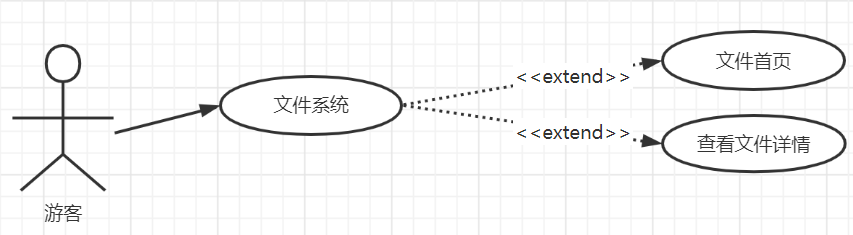 <<extend>>
文件首页
文件系统
<<extend>>
查看文件详情
游客